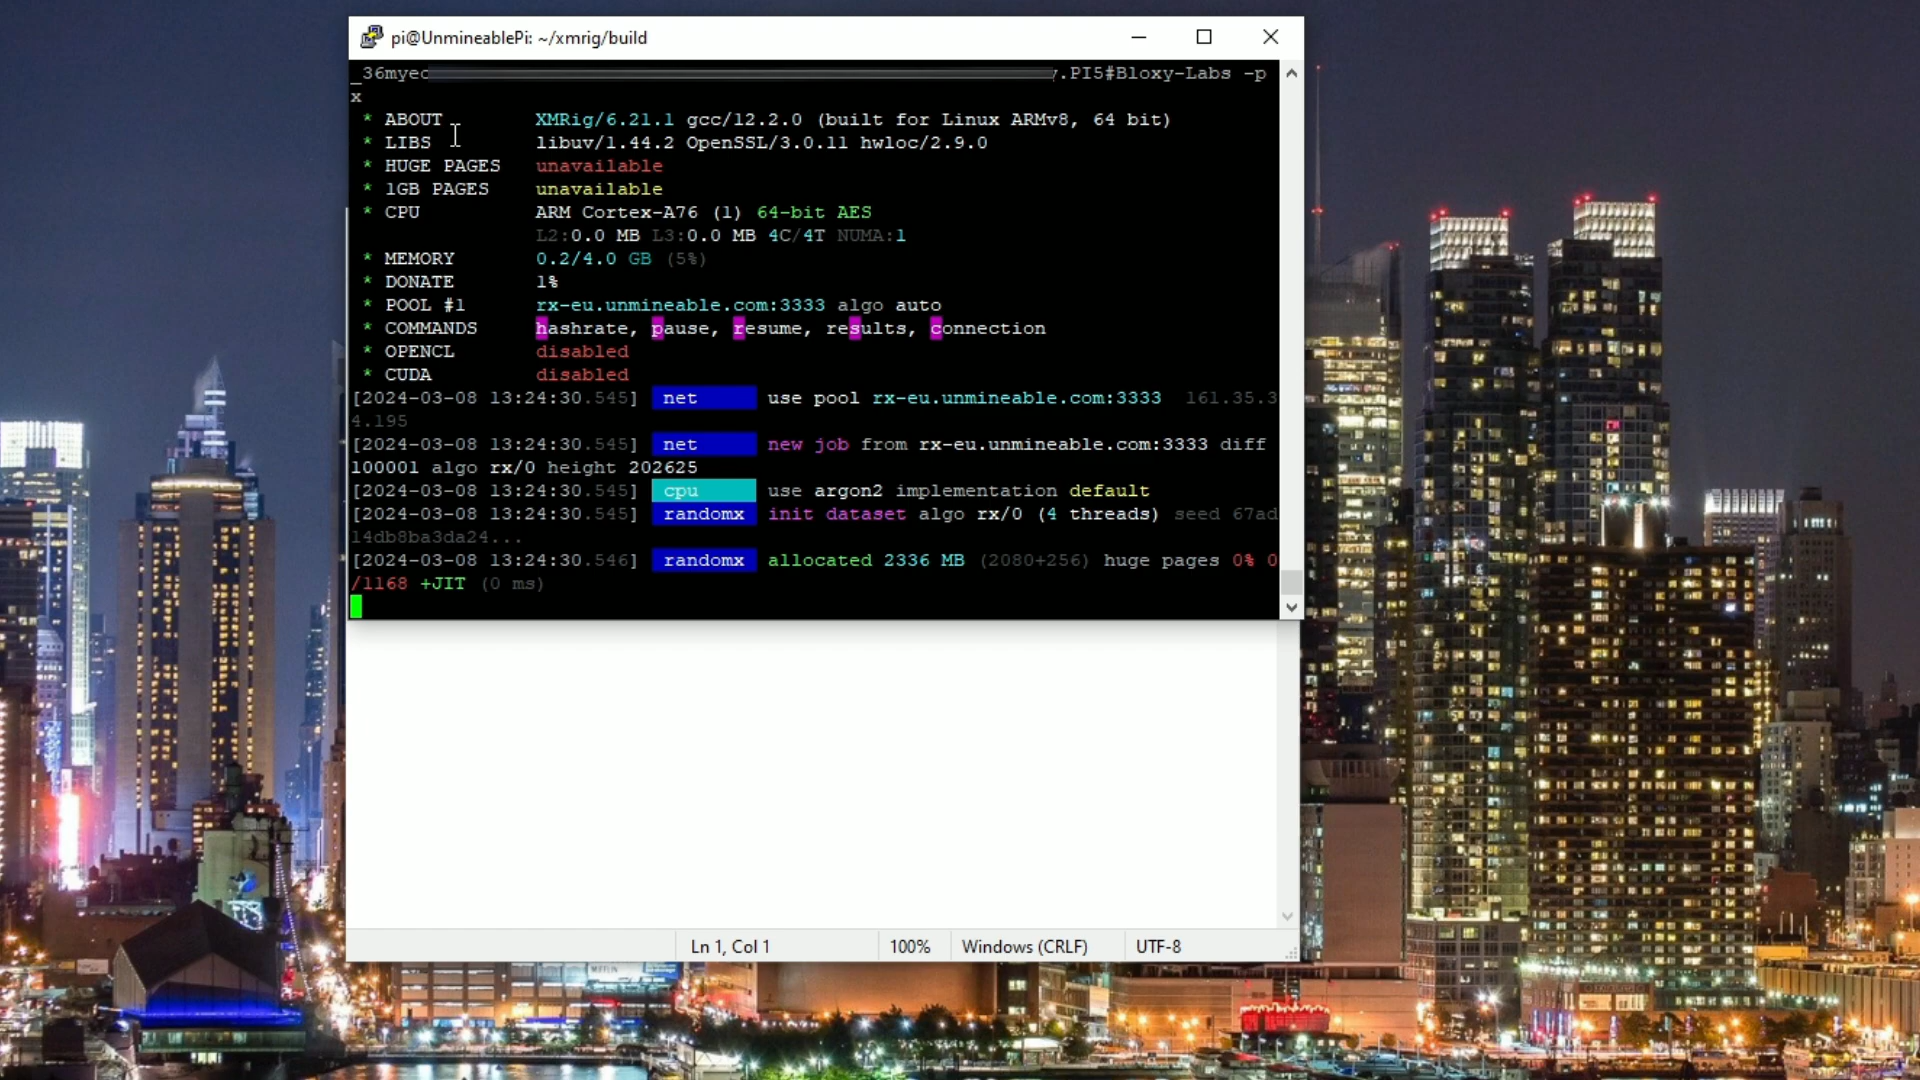 pi@UnmineablePi: ~/xmrig/build
_36myec y.PI5#Bloxy-Labs -p
x
* ABOUT XMRig/6.21.1 gcc/12.2.0 (built for Linux ARMv8, 64 bit)
* LIBS libuv/1.44.2 OpenSSL/3.0.11 hwloc/2.9.0
* HUGE PAGES unavailable
* 1GB PAGES unavailable
* CPU ARM Cortex-A76 (1) 64-bit AES
L2:0.0 MB L3:0.0 MB 4C/4T NUMA:1
* MEMORY 0.2/4.0 GB (5%)
* DONATE 1%
* POOL #1 rx-eu.unmineable.com:3333 algo auto
* COMMANDS hashrate, pause, resume, results, connection
* OPENCL disabled
* CUDA disabled
[2024-03-08 13:24:30.545] net use pool rx-eu.unmineable.com:3333 161.35.3
4.195
[2024-03-08 13:24:30.545] net new job from rx-eu.unmineable.com:3333 diff
100001 algo rx/0 height 202625
[2024-03-08 13:24:30.545] cpu use argon2 implementation default
[2024-03-08 13:24:30.545] randomx init dataset algo rx/0 (4 threads) seed 67ad
14db8ba3da24...
[2024-03-08 13:24:30.546] randomx allocated 2336 MB (2080+256) huge pages 0% 0
/1168 +JIT (0 ms)
Ln 1, Col 1 100% Windows (CRLF) UTF-8